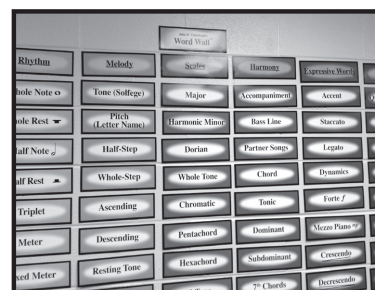 Word Wall
Rhythm Melody Scales Harmony Expressive Words
hole Note Tone (Solfege) Major Accompaniment Accent
ole Rest Pitch (Letter Name) Harmonic Minor Bass Line Staccato
alf Note Half-Step Dorian Partner Songs Legato
alf Rest Whole-Step Whole Tone Chord Dynamics
Triplet Ascending Chromatic Tonic Forte f
Meter Descending Pentachord Dominant Mezzo Piano mp
xed Meter Resting Tone Hexachord Subdominant Crescendo
7th Chords Decrescendo